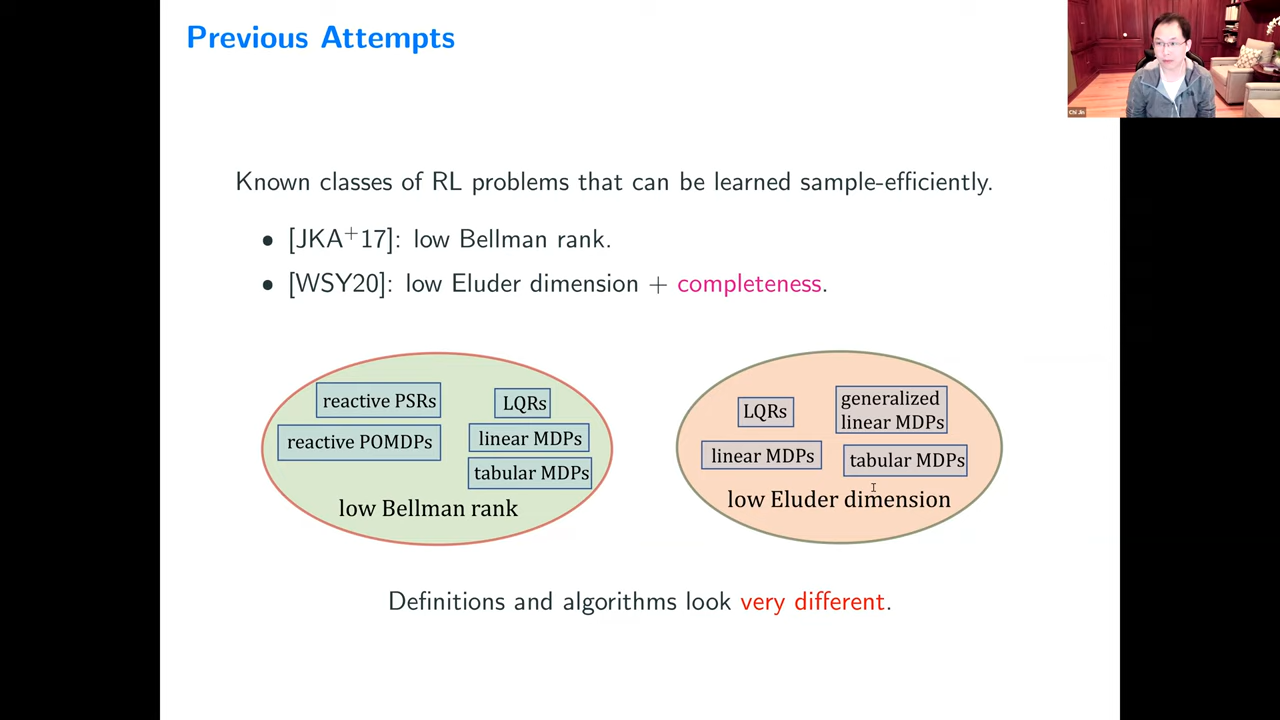 Previous Attempts
Chi Jin
Known classes of RL problems that can be learned sample-efficiently.
• [JKA+17]: low Bellman rank.
• [WSY20]: low Eluder dimension + completeness.
reactive PSRs
LQRs
reactive POMDPs
linear MDPs
tabular MDPs
low Bellman rank
LQRs
generalized
linear MDPs
linear MDPs
tabular MDPs
low Eluder dimension
Definitions and algorithms look very different.